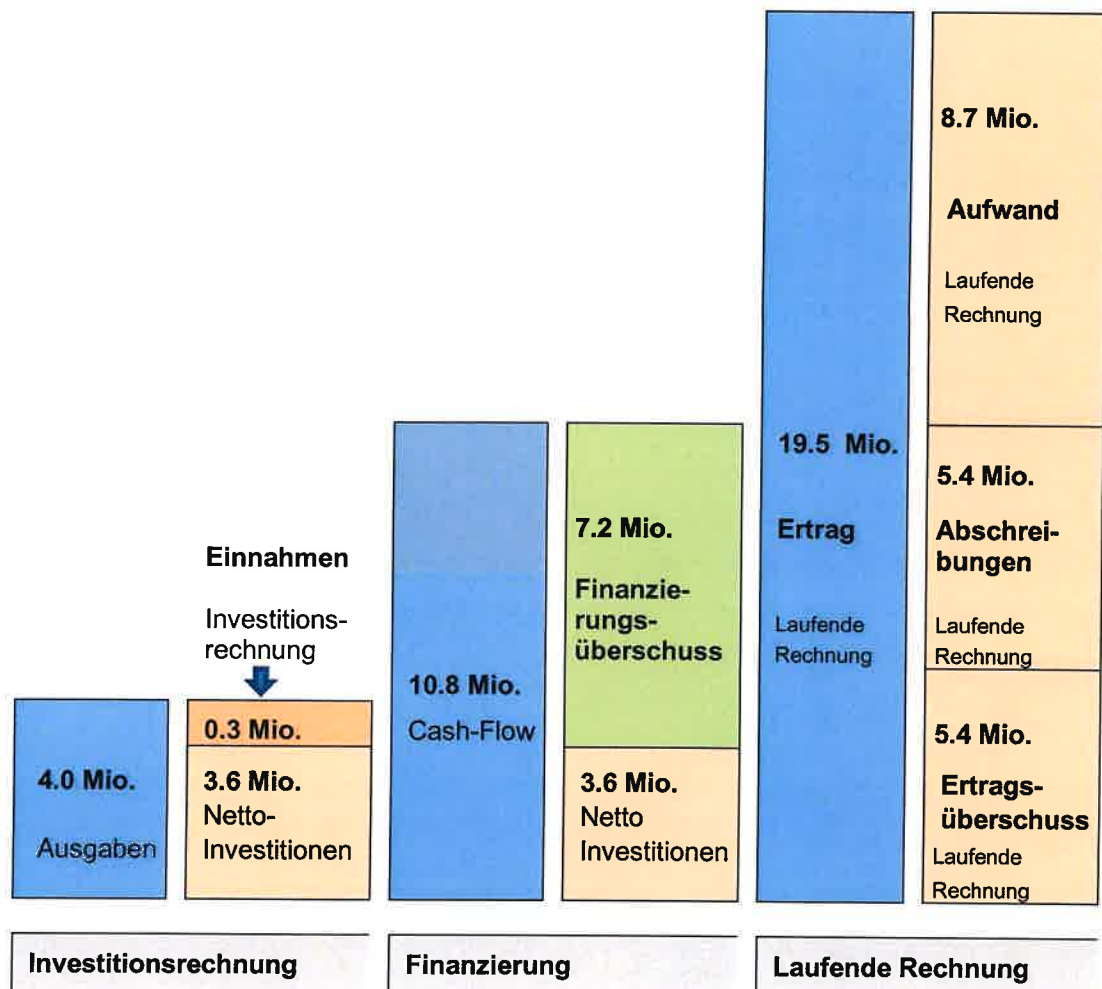 4.0 Mio.
Ausgaben
Einnahmen
Investitions-
rechnung
0.3 Mio.
3.6 Mio.
Netto-
Investitionen
Investitionsrechnung
10.8 Mio.
Cash-Flow
7.2 Mio.
Finanzie-
rungs-
überschuss
3.6 Mio.
Netto
Investitionen
Finanzierung
19.5 Mio.
Ertrag
Laufende
Rechnung
8.7 Mio.
Aufwand
Laufende
Rechnung
5.4 Mio.
Abschrei-
bungen
Laufende
Rechnung
5.4 Mio.
Ertrags-
überschuss
Laufende
Rechnung
Laufende Rechnung